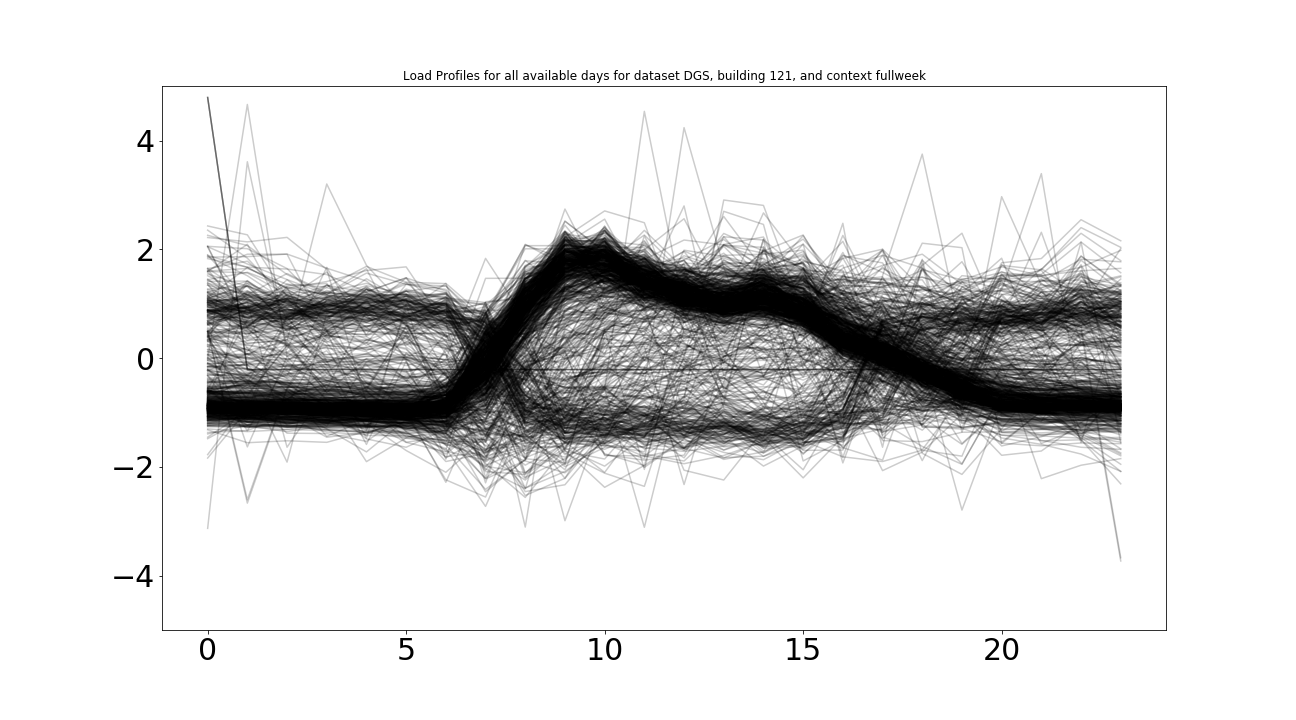 Load Profiles for all available days for dataset DGS, building 121, and context fullweek
4
2
0
−2
−4
0 5 10 15 20